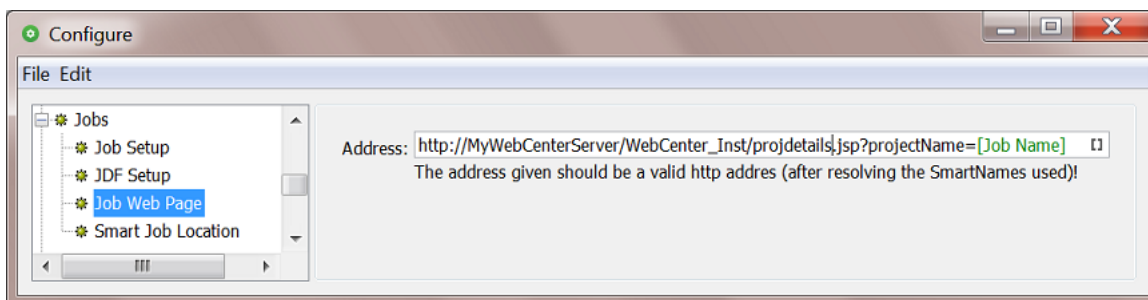 Configure
File Edit
Jobs
Job Setup
JDF Setup
Job Web Page
Smart Job Location
Address: http://MyWebCenterServer/WebCenter_Inst/projdetails.jsp?projectName=[Job Name] []
The address given should be a valid http addres (after resolving the SmartNames used)!